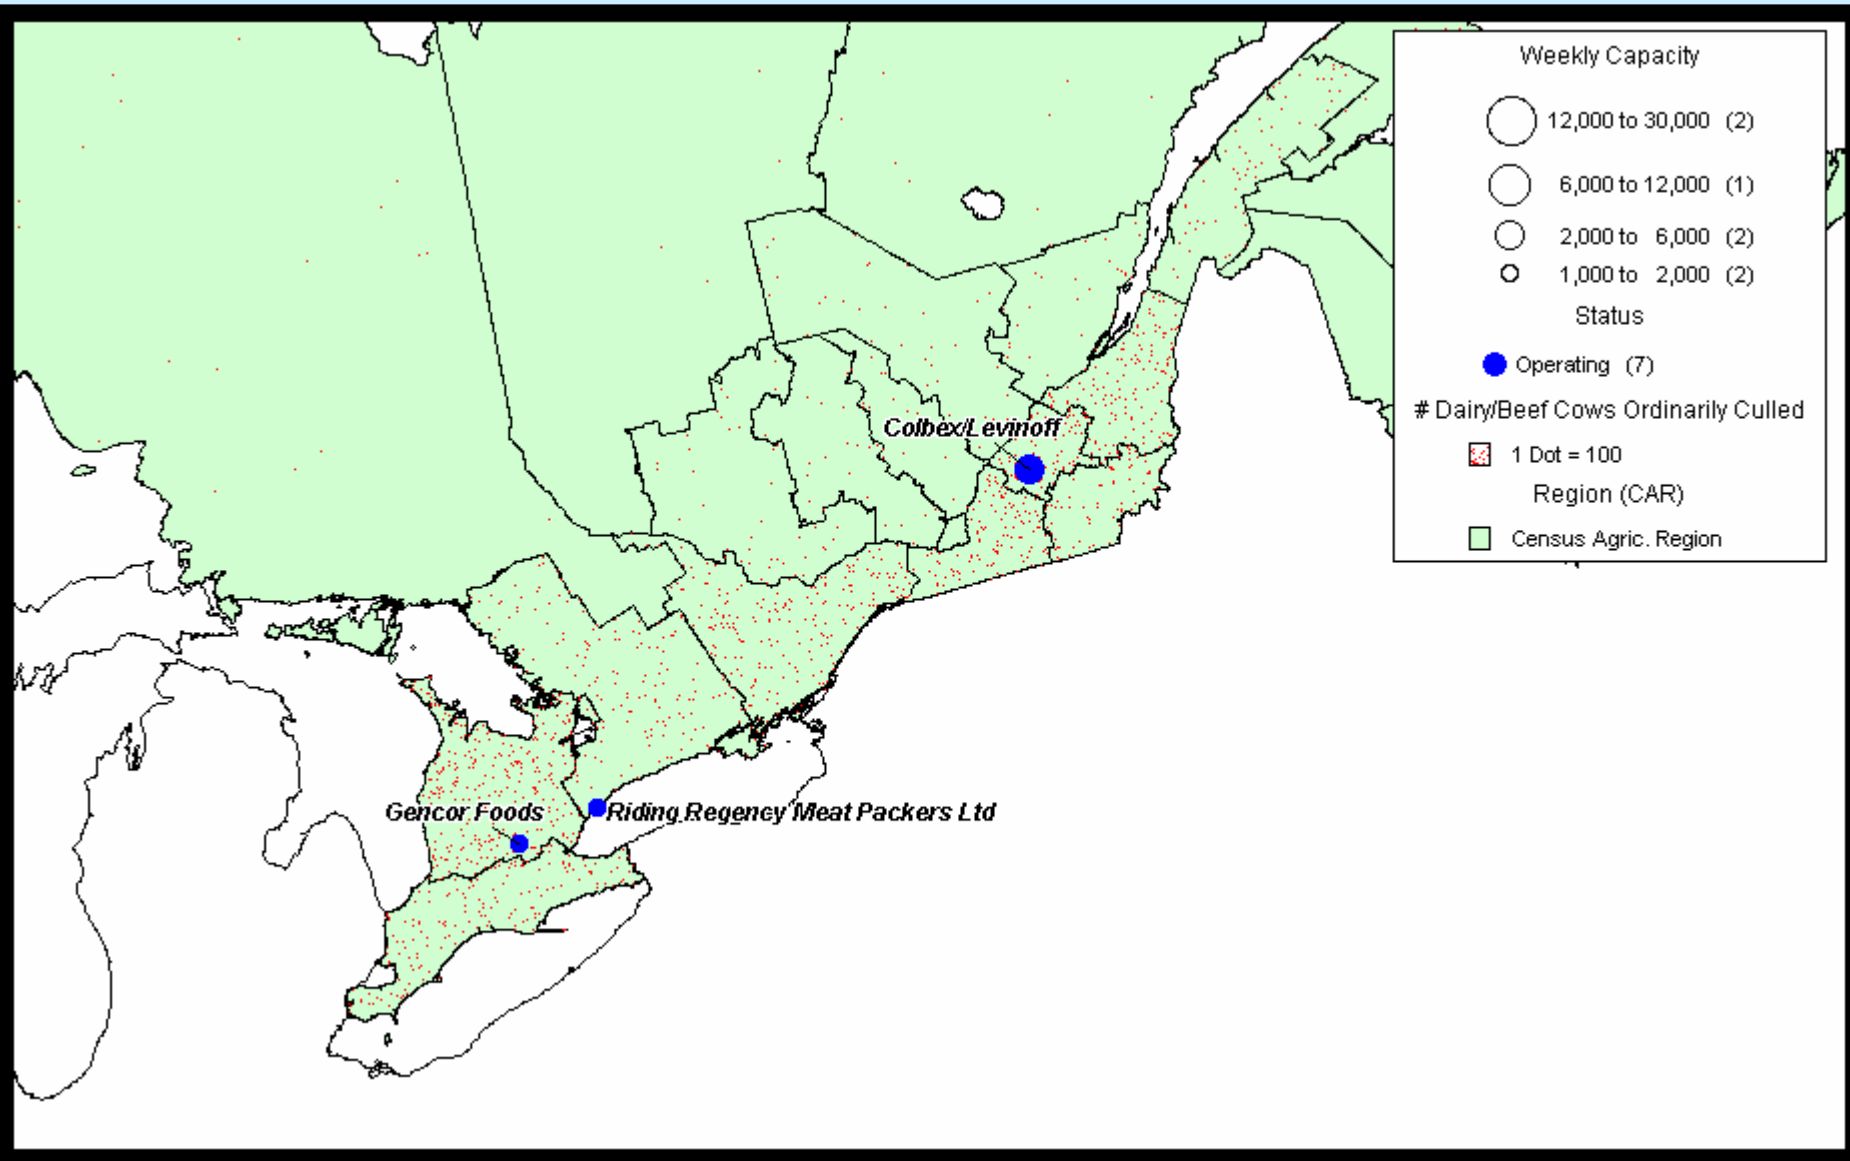 Weekly Capacity
12,000 to 30,000 (2)
6,000 to 12,000 (1)
2,000 to 6,000 (2)
1,000 to 2,000 (2)
Status
Operating (7)
# Dairy/Beef Cows Ordinarily Culled
1 Dot = 100
Region (CAR)
Census Agric. Region
Colbex/Levinoff
Gencor Foods
Riding Regency Meat Packers Ltd